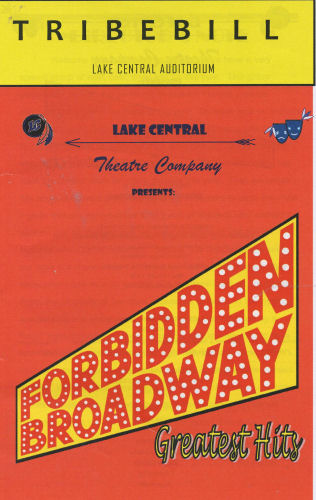 TRIBEBILL
LAKE CENTRAL AUDITORIUM
LAKE CENTRAL
Theatre Company
PRESENTS:
FORBIDDEN
BROADWAY
Greatest Hits